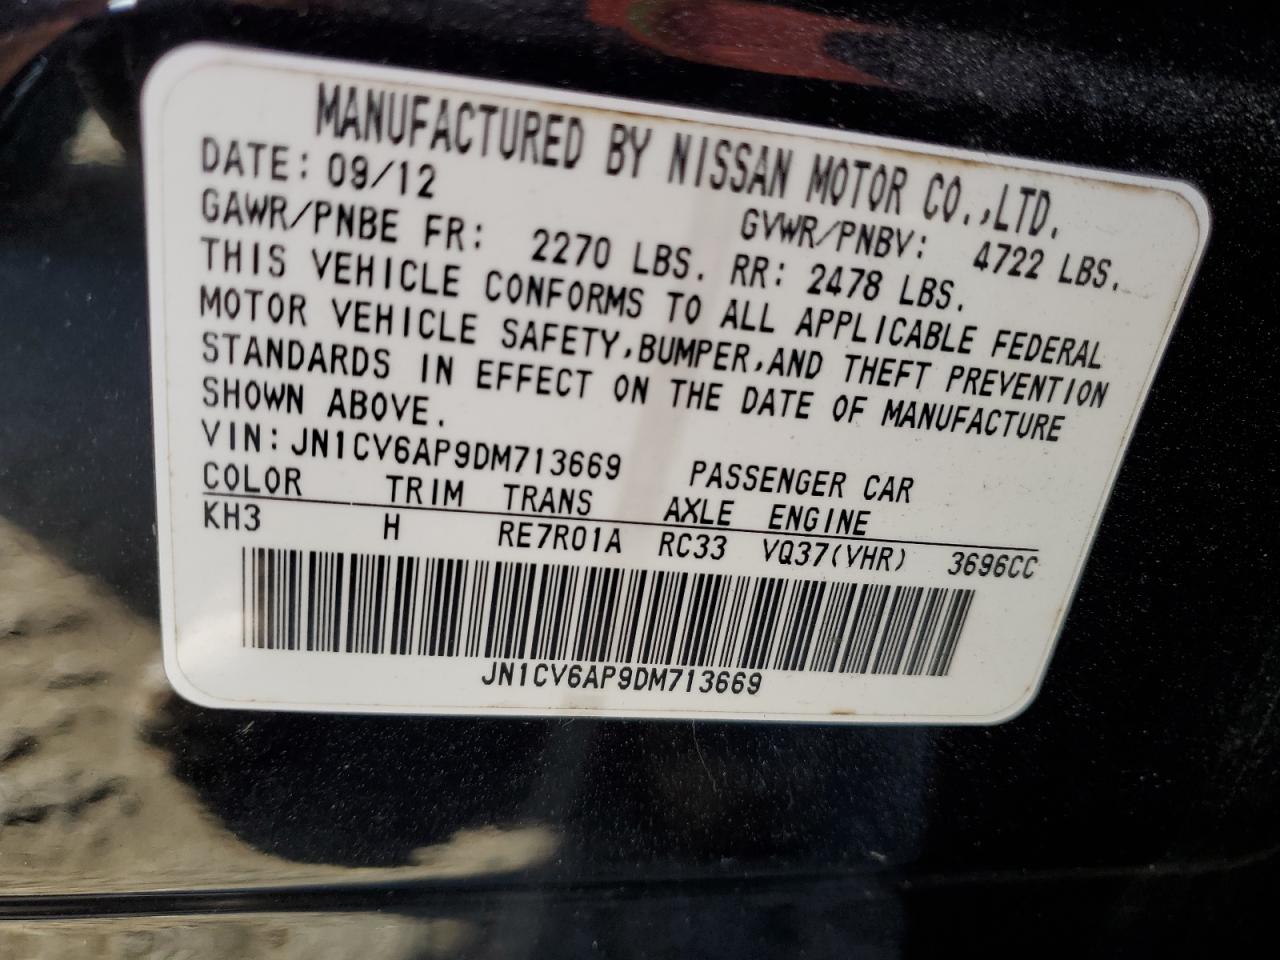 MANUFACTURED BY NISSAN MOTOR CO.,LTD.
DATE: 09/12 GVWR/PNBV: 4722 LBS.
GAWR/PNBE FR: 2270 LBS. RR: 2478 LBS.
THIS VEHICLE CONFORMS TO ALL APPLICABLE FEDERAL
MOTOR VEHICLE SAFETY,BUMPER,AND THEFT PREVENTION
STANDARDS IN EFFECT ON THE DATE OF MANUFACTURE
SHOWN ABOVE.
VIN: JN1CV6AP9DM713669 PASSENGER CAR
COLOR TRIM TRANS AXLE ENGINE
KH3 H RE7R01A RC33 VQ37(VHR) 3696CC
JN1CV6AP9DM713669